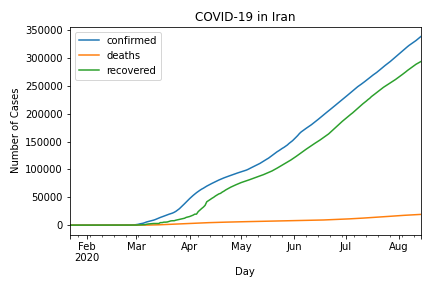 COVID-19 in Iran
confirmed
deaths
recovered
Number of Cases
350000
300000
250000
200000
150000
100000
50000
0
Feb Mar Apr May Jun Jul Aug
2020
Day